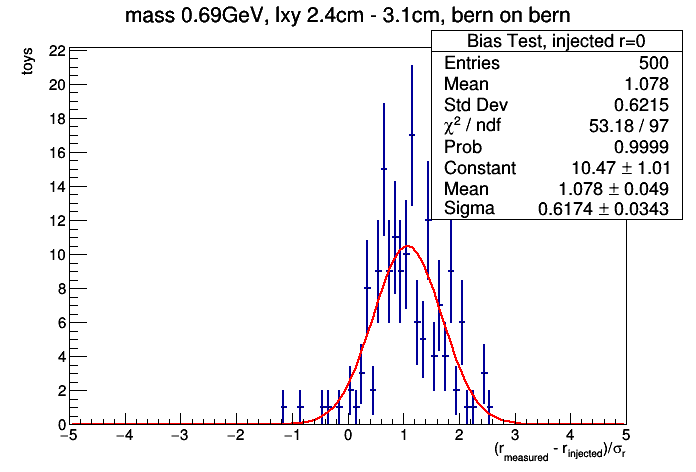 mass 0.69GeV, lxy 2.4cm - 3.1cm, bern on bern
toys
Bias Test, injected r=0
Entries 500
Mean 1.078
Std Dev 0.6215
χ² / ndf 53.18 / 97
Prob 0.9999
Constant 10.47 ± 1.01
Mean 1.078 ± 0.049
Sigma 0.6174 ± 0.0343
22
20
18
16
14
12
10
8
6
4
2
0
−5 −4 −3 −2 −1 0 1 2 3 4 5
(r_measured - r_injected)/σ_r